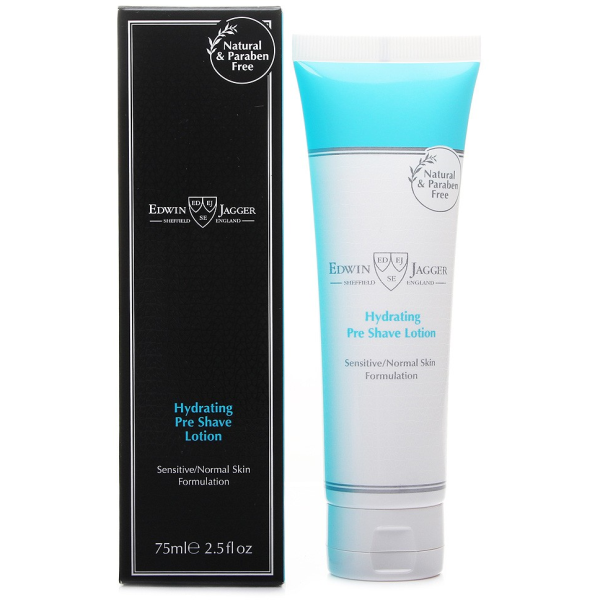 Natural
& Paraben
Free
EDWIN ED EJ SE JAGGER
SHEFFIELD ENGLAND
Hydrating
Pre Shave
Lotion
Sensitive/Normal Skin
Formulation
75ml℮ 2.5fl oz
Natural
& Paraben
Free
EDWIN ED EJ SE JAGGER
SHEFFIELD ENGLAND
Hydrating
Pre Shave Lotion
Sensitive/Normal Skin
Formulation